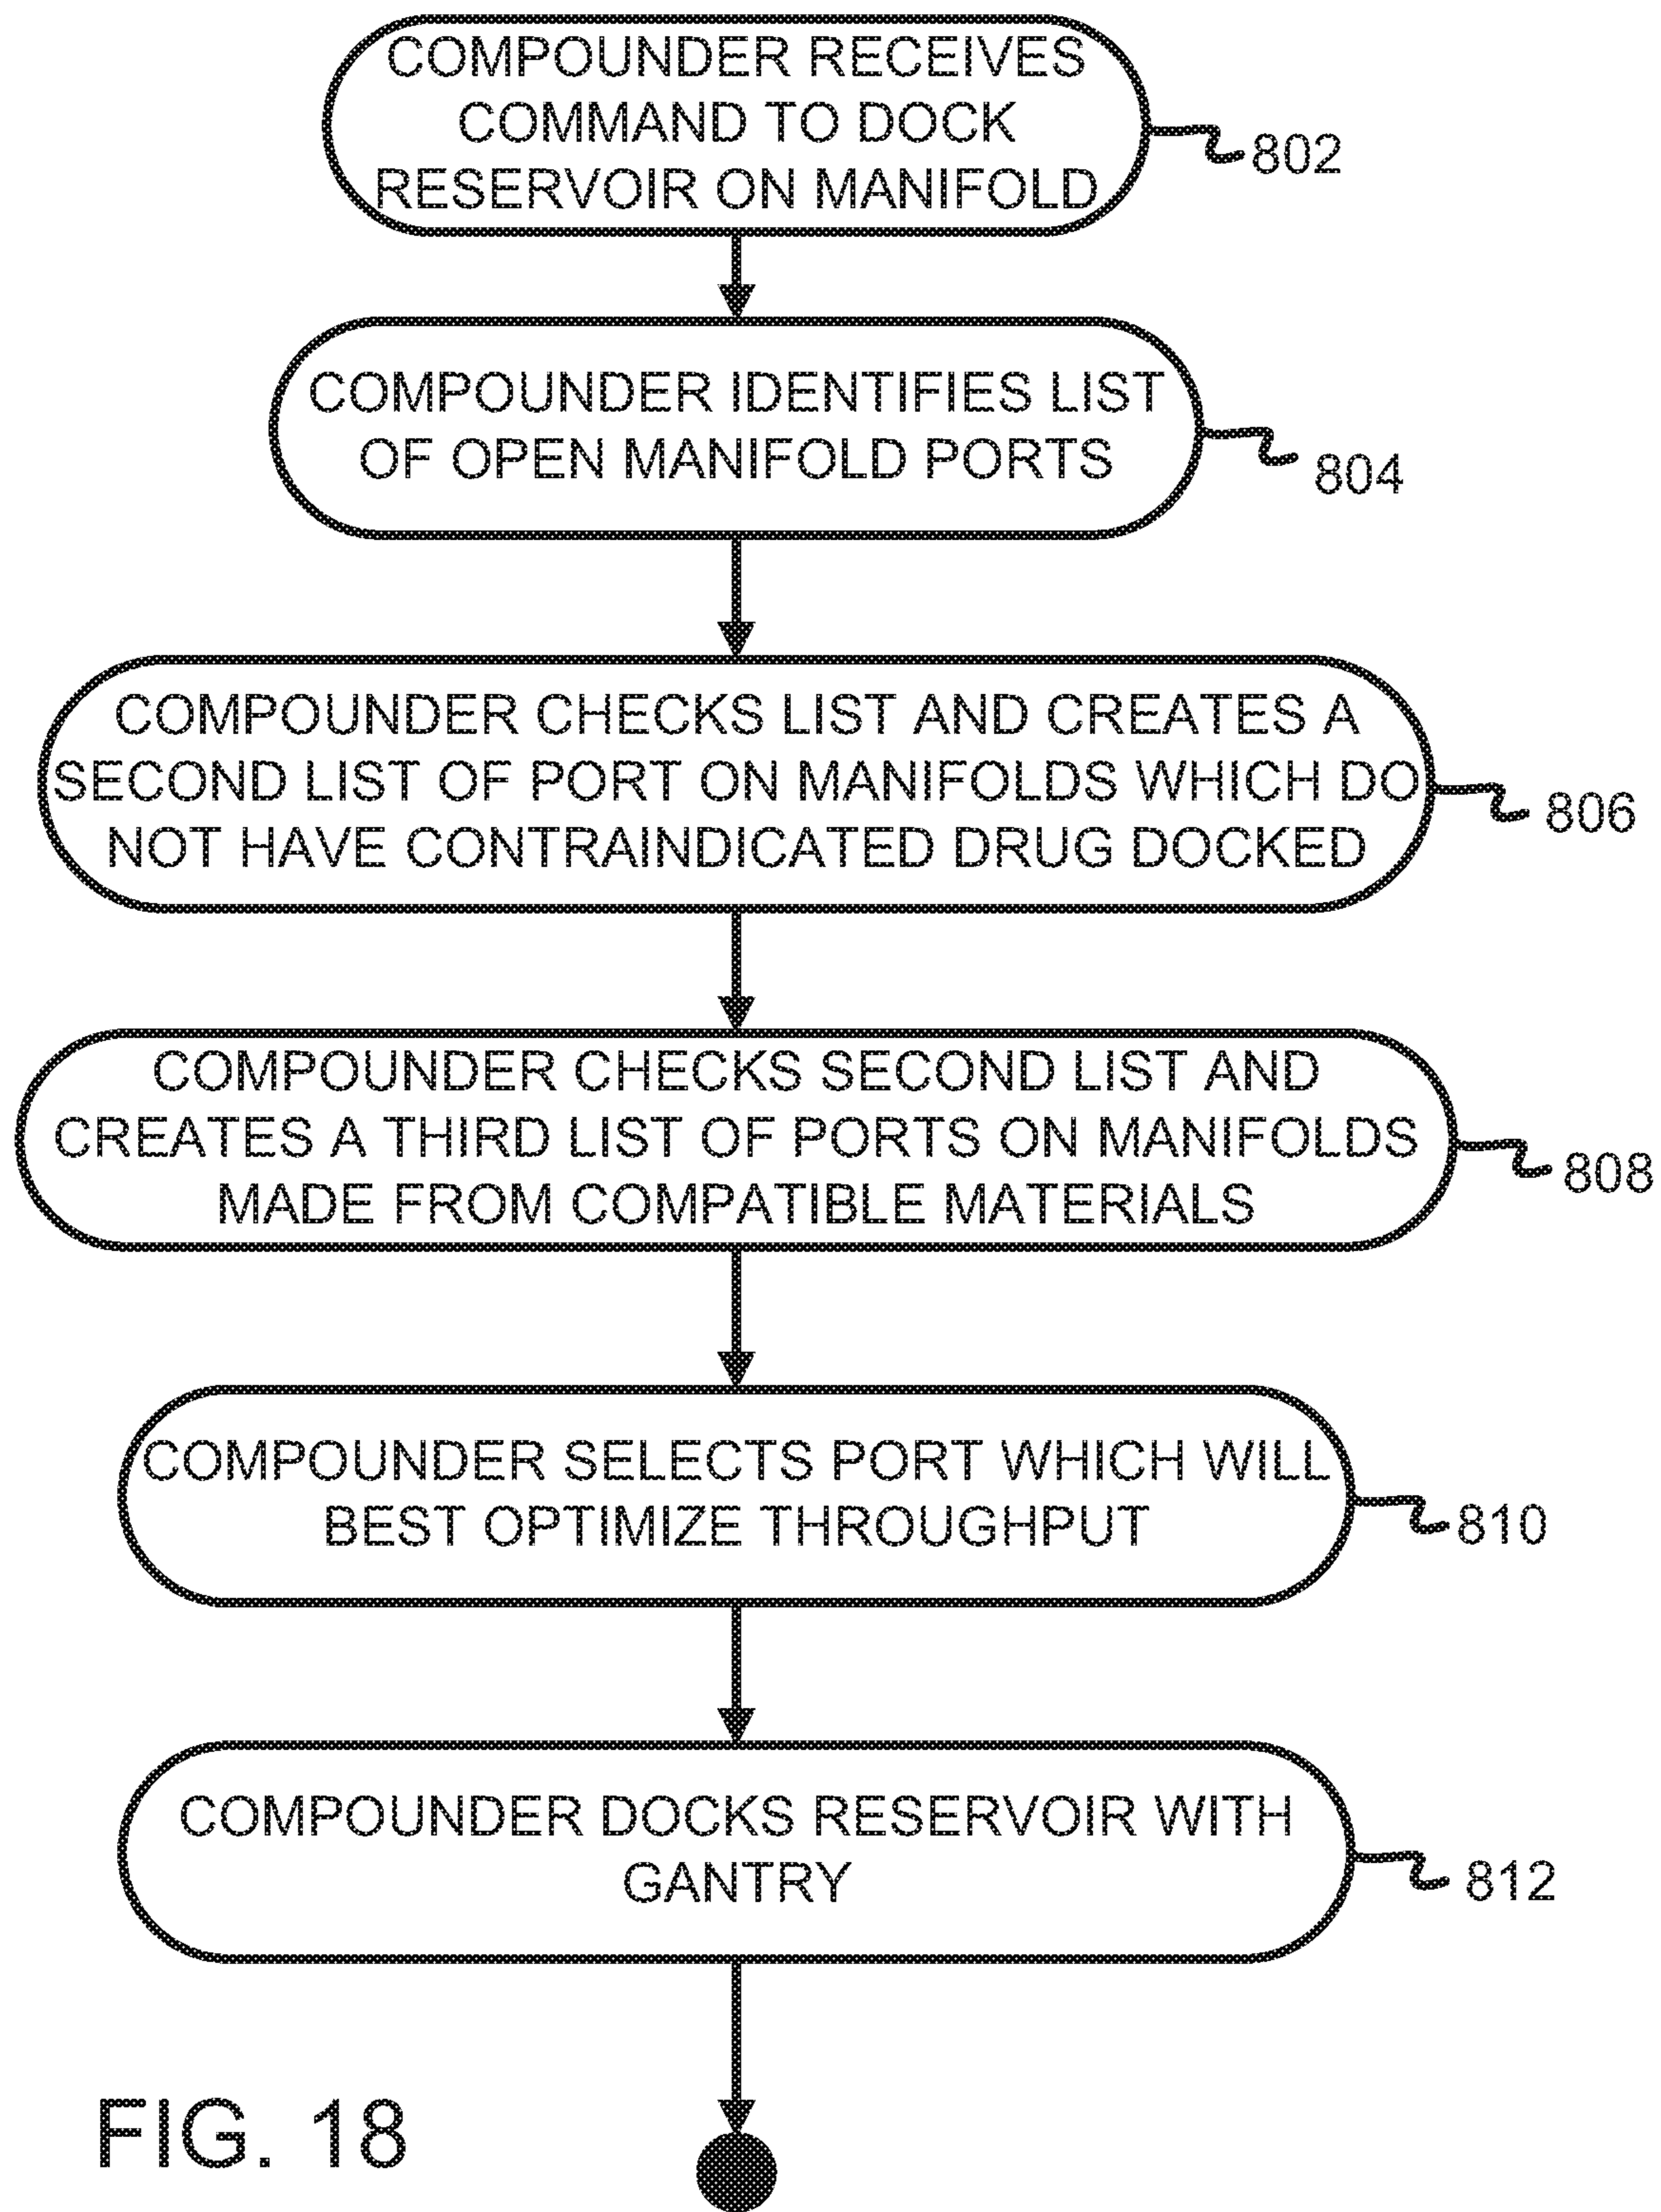 COMPOUNDER RECEIVES
COMMAND TO DOCK
RESERVOIR ON MANIFOLD
802
COMPOUNDER IDENTIFIES LIST
OF OPEN MANIFOLD PORTS
804
COMPOUNDER CHECKS LIST AND CREATES A
SECOND LIST OF PORT ON MANIFOLDS WHICH DO
NOT HAVE CONTRAINDICATED DRUG DOCKED
806
COMPOUNDER CHECKS SECOND LIST AND
CREATES A THIRD LIST OF PORTS ON MANIFOLDS
MADE FROM COMPATIBLE MATERIALS
808
COMPOUNDER SELECTS PORT WHICH WILL
BEST OPTIMIZE THROUGHPUT
810
COMPOUNDER DOCKS RESERVOIR WITH
GANTRY
812
FIG. 18